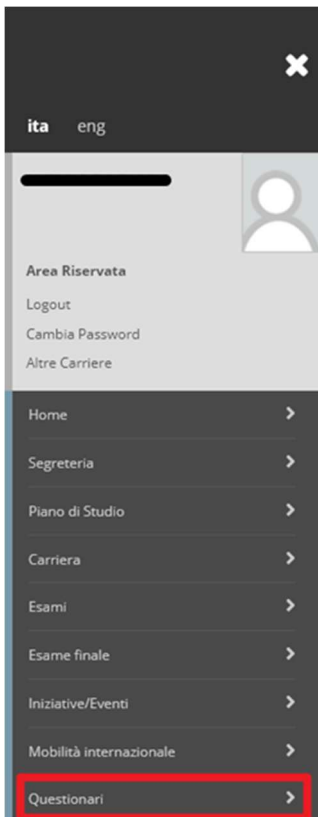 ita eng
Area Riservata
Logout
Cambia Password
Altre Carriere
Home
Segreteria
Piano di Studio
Carriera
Esami
Esame finale
Iniziative/Eventi
Mobilità internazionale
Questionari